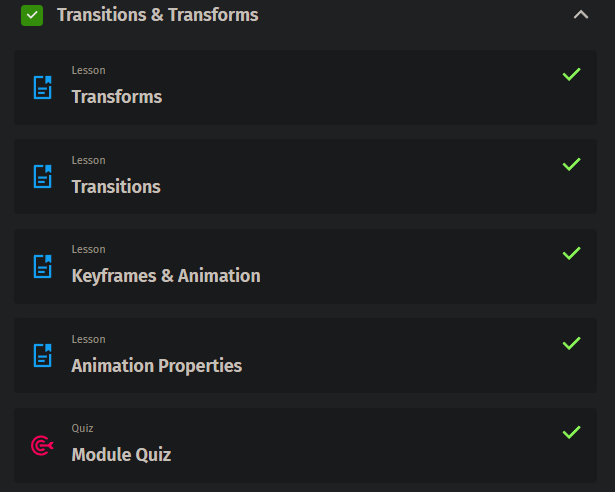 Transitions & Transforms
Lesson
Transforms
Lesson
Transitions
Lesson
Keyframes & Animation
Lesson
Animation Properties
Quiz
Module Quiz